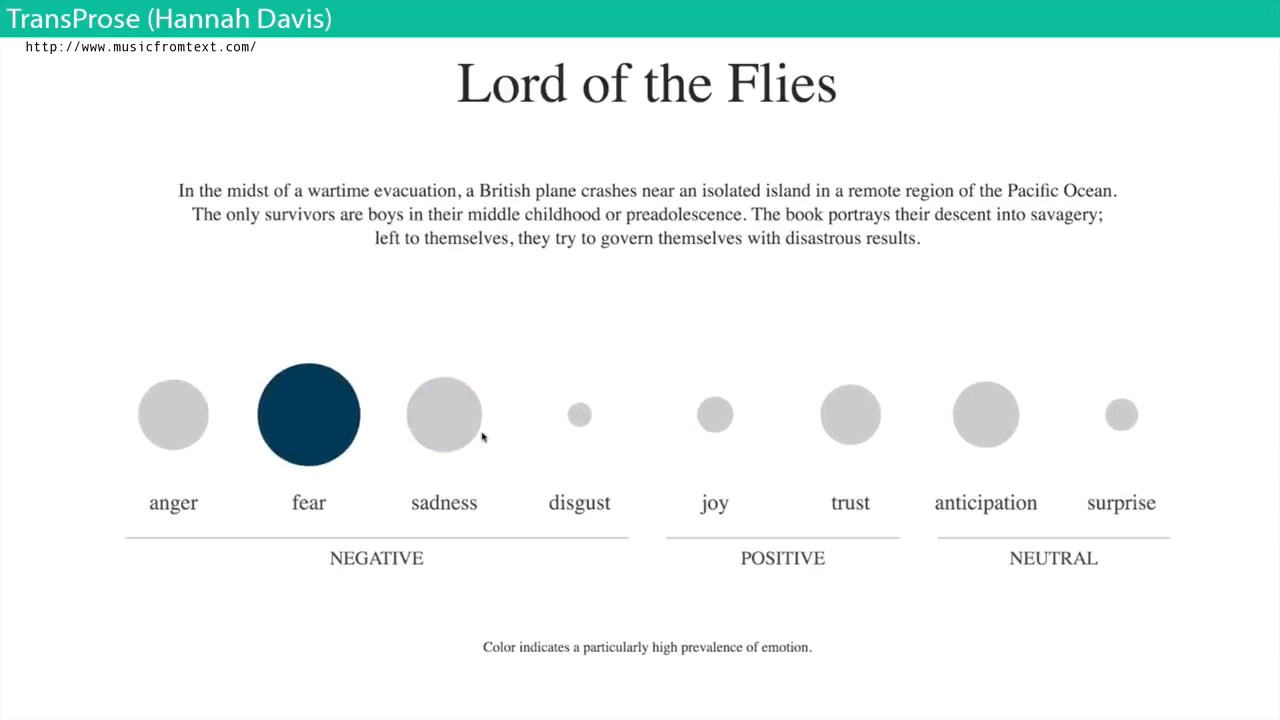 TransProse (Hannah Davis)
http://www.musicfromtext.com/
Lord of the Flies
In the midst of a wartime evacuation, a British plane crashes near an isolated island in a remote region of the Pacific Ocean.
The only survivors are boys in their middle childhood or preadolescence. The book portrays their descent into savagery;
left to themselves, they try to govern themselves with disastrous results.
anger fear sadness disgust joy trust anticipation surprise
NEGATIVE POSITIVE NEUTRAL
Color indicates a particularly high prevalence of emotion.